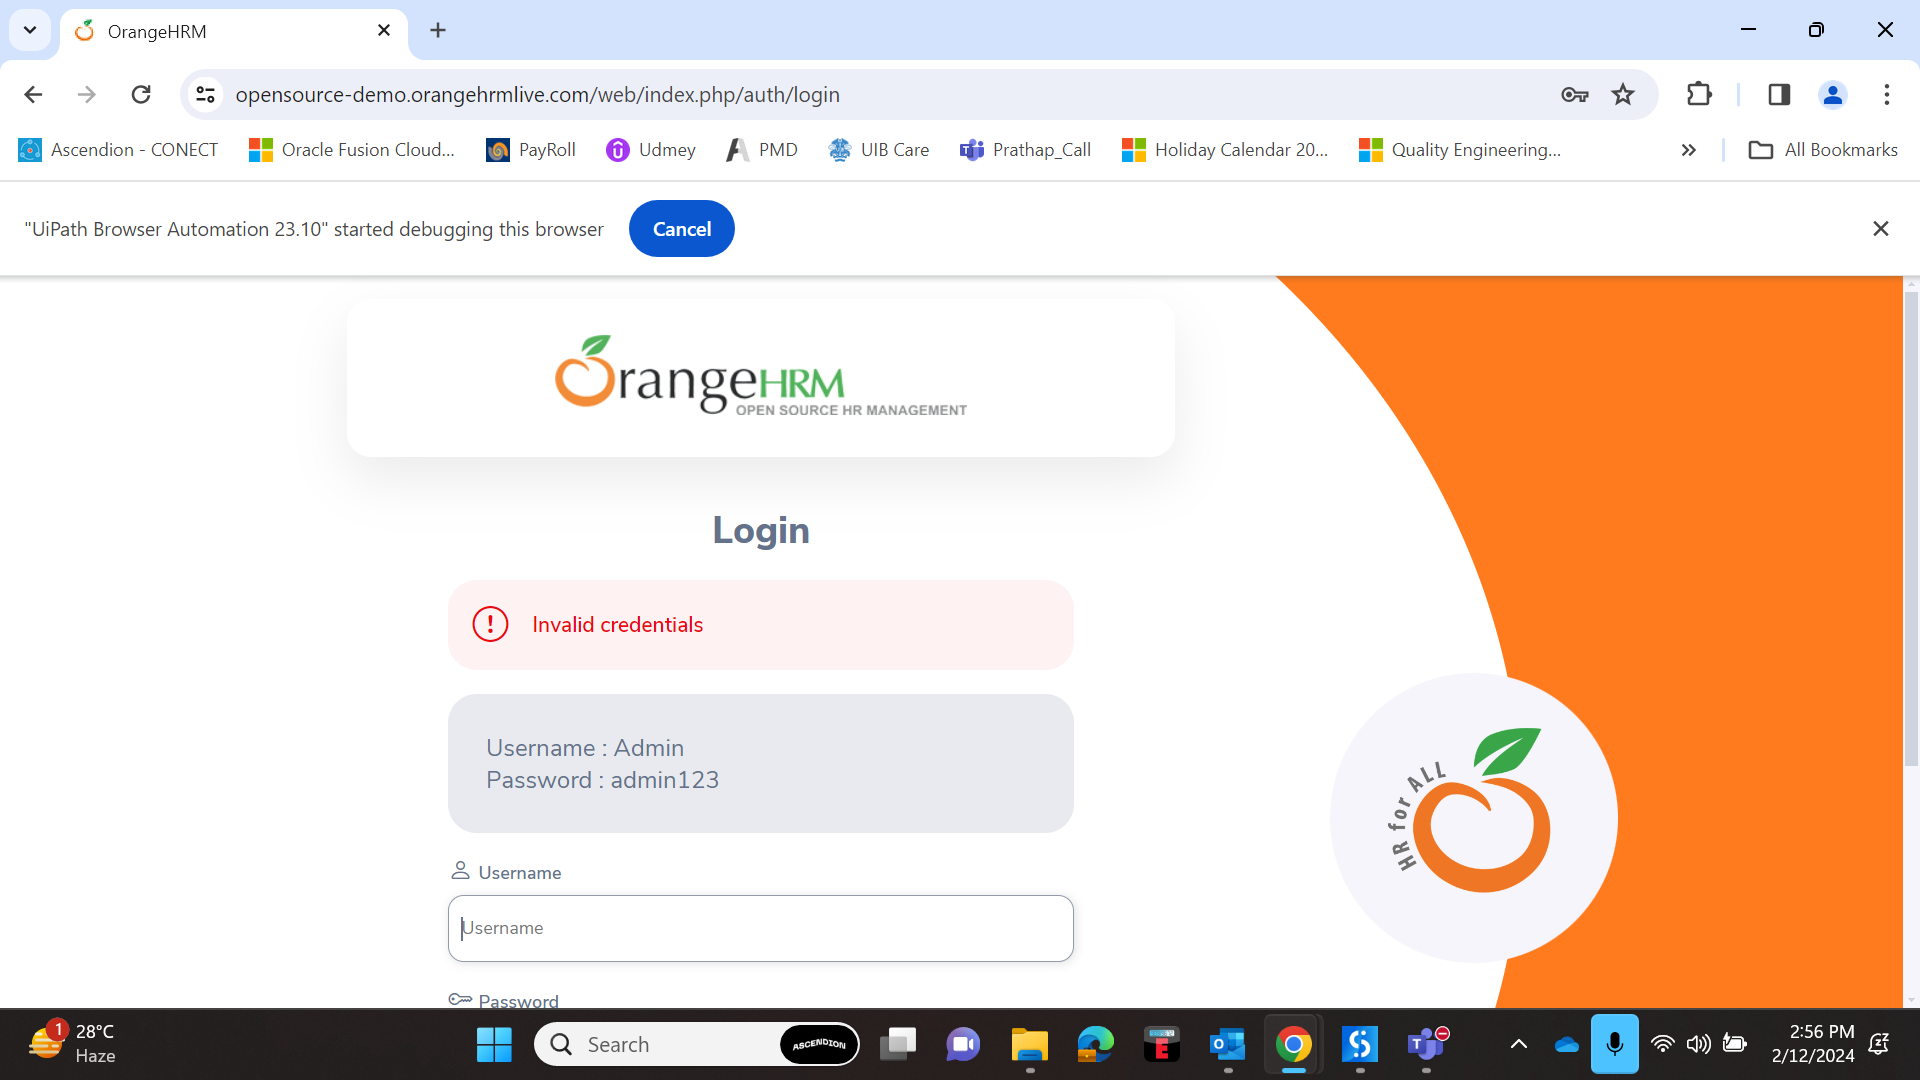 OrangeHRM
opensource-demo.orangehrmlive.com/web/index.php/auth/login
Ascendion - CONECT
Oracle Fusion Cloud...
PayRoll
Udmey
PMD
UIB Care
Prathap_Call
Holiday Calendar 20...
Quality Engineering...
All Bookmarks
"UiPath Browser Automation 23.10" started debugging this browser
Cancel
OrangeHRM
OPEN SOURCE HR MANAGEMENT
Login
Invalid credentials
Username : Admin
Password : admin123
Username
Username
Password
HR for ALL
1
28°C
Haze
Search
ASCENDION
2:56 PM
2/12/2024